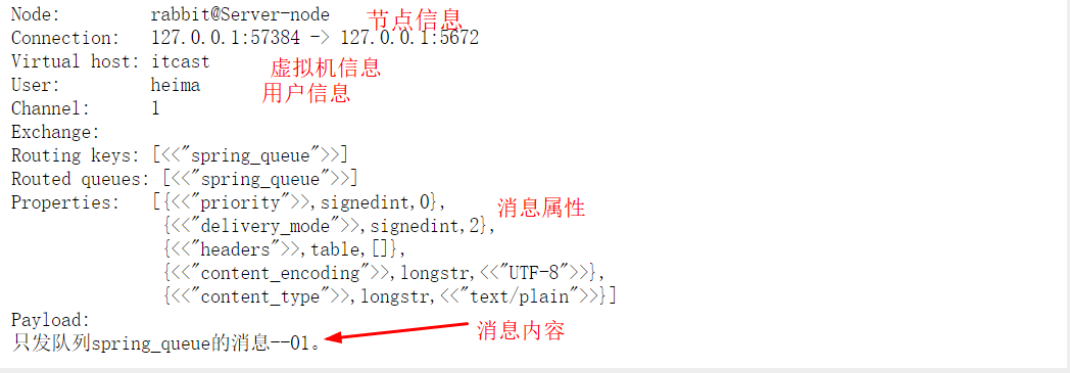 Node: rabbit@Server-node 节点信息
Connection: 127.0.0.1:57384 -> 127.0.0.1:5672
Virtual host: itcast 虚拟机信息
User: heima 用户信息
Channel: 1
Exchange:
Routing keys: [<<"spring_queue">>]
Routed queues: [<<"spring_queue">>]
Properties: [{<<"priority">>,signedint,0}, 消息属性
{<<"delivery_mode">>,signedint,2},
{<<"headers">>,table,[]},
{<<"content_encoding">>,longstr,<<"UTF-8">>},
{<<"content_type">>,longstr,<<"text/plain">>}]
Payload:
只发队列spring_queue的消息--01。 消息内容